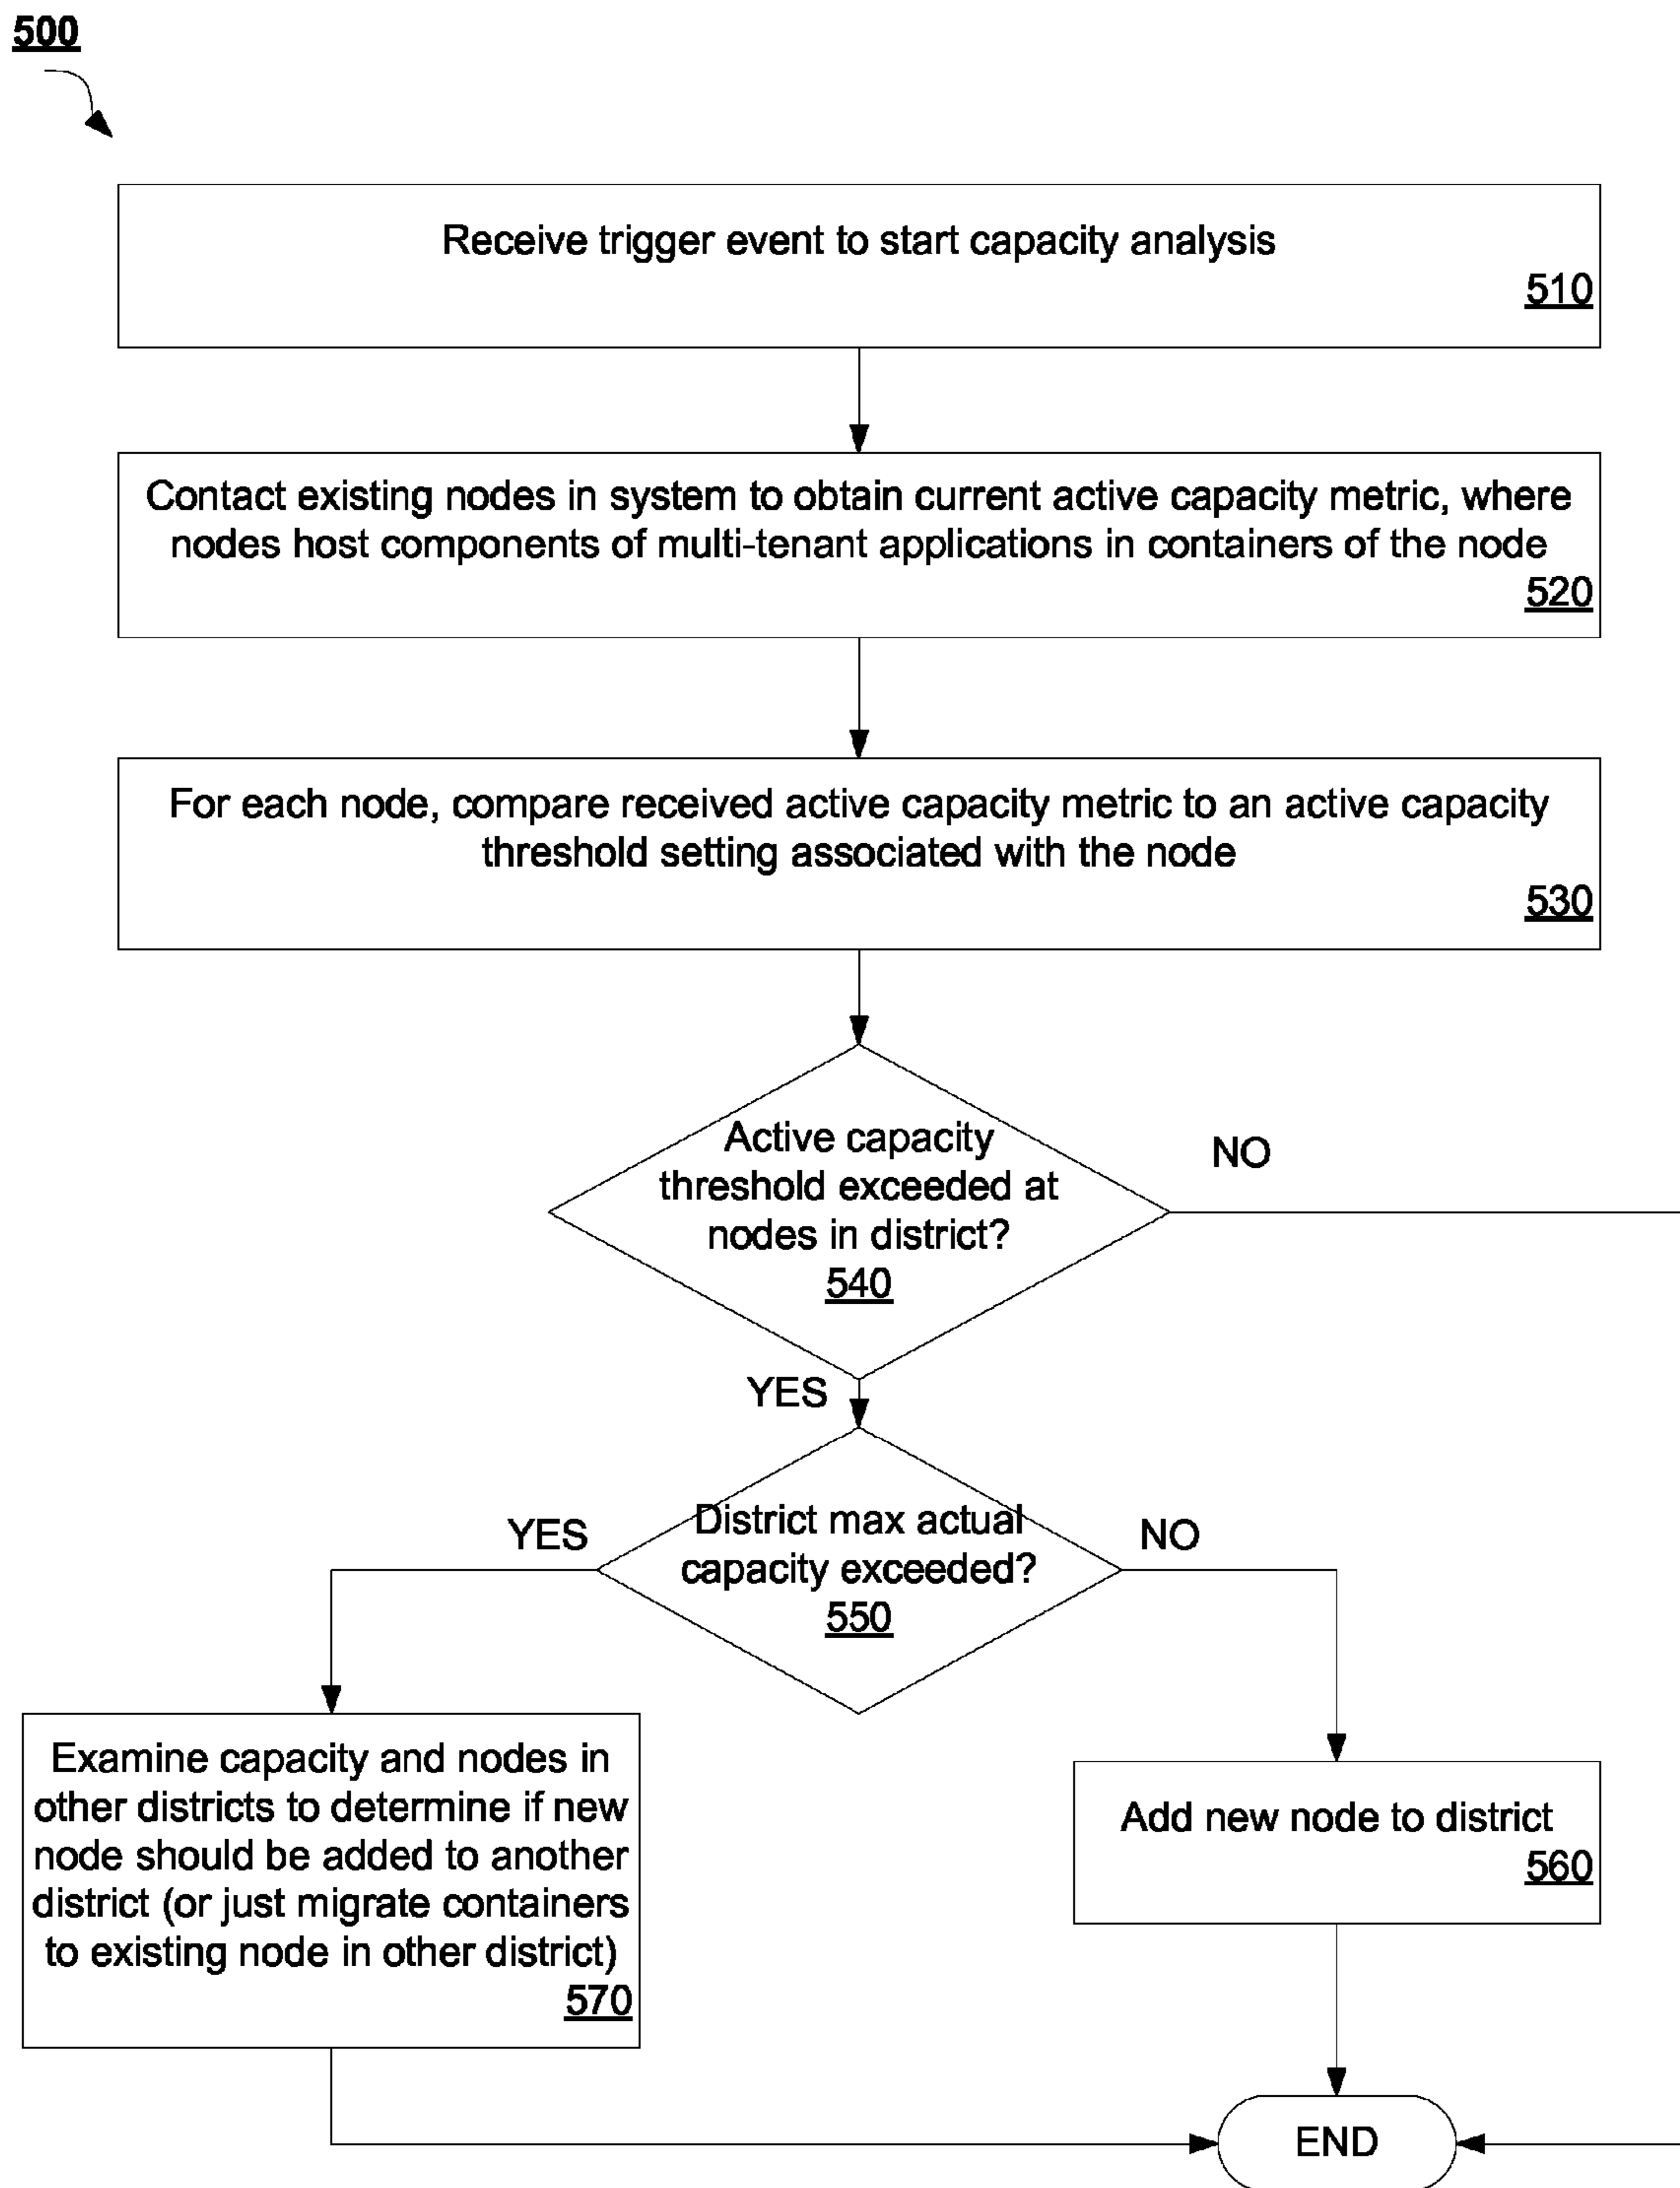 500
Receive trigger event to start capacity analysis
510
Contact existing nodes in system to obtain current active capacity metric, where
nodes host components of multi-tenant applications in containers of the node
520
For each node, compare received active capacity metric to an active capacity
threshold setting associated with the node
530
Active capacity
threshold exceeded at
nodes in district?
540
NO
YES
District max actual
capacity exceeded?
550
YES
NO
Examine capacity and nodes in
other districts to determine if new
node should be added to another
district (or just migrate containers
to existing node in other district)
570
Add new node to district
560
END